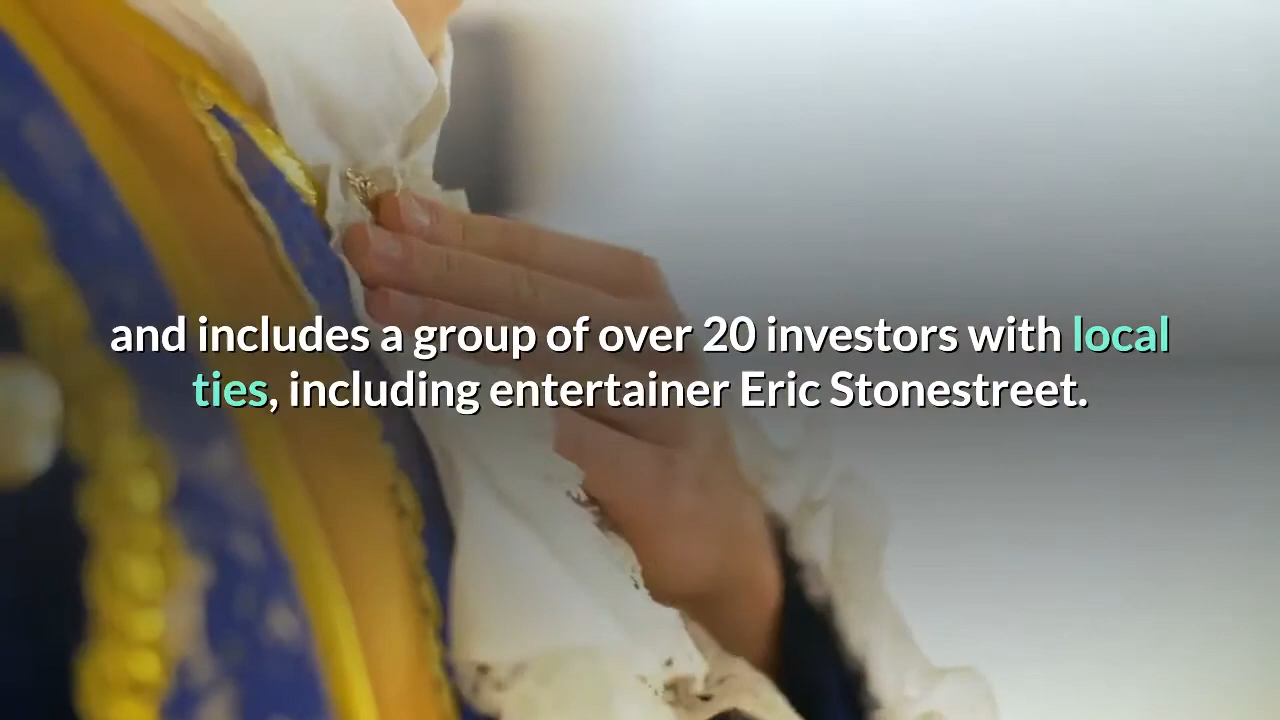 and includes a group of over 20 investors with local
ties, including entertainer Eric Stonestreet.